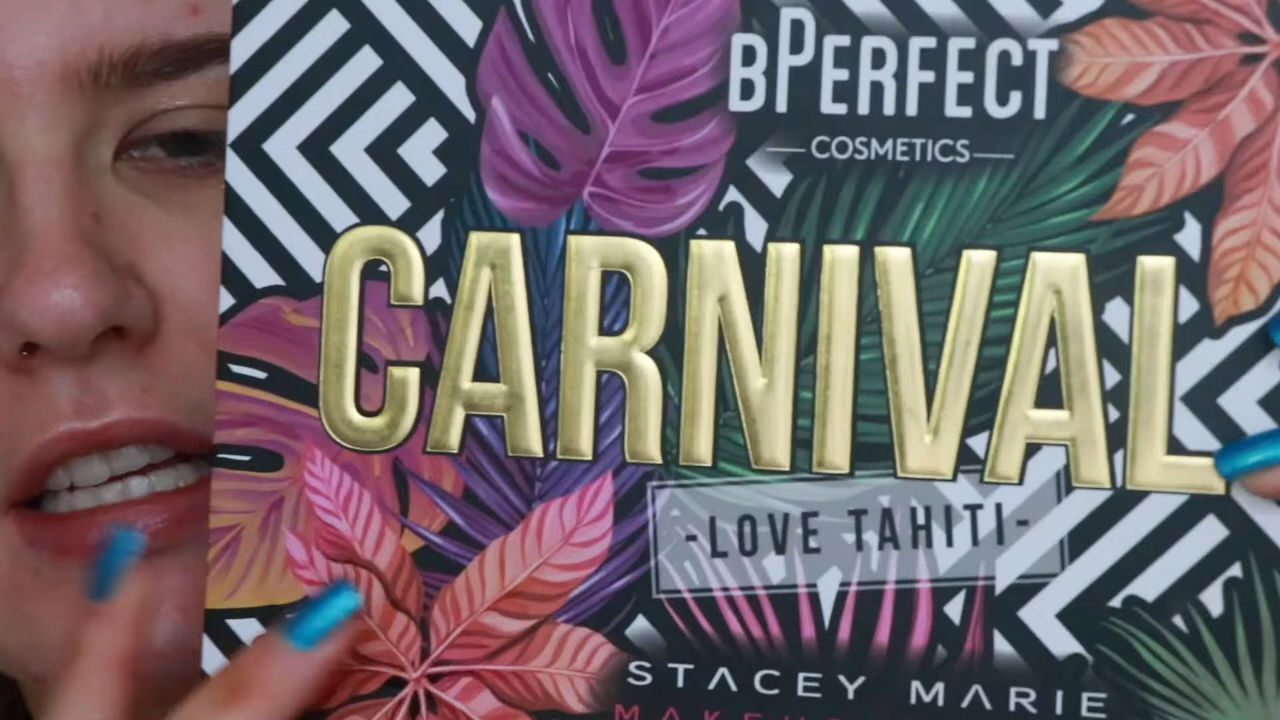 BPERFECT
—COSMETICS—
CARNIVAL
-LOVE TAHITI-
STACEY MARIE